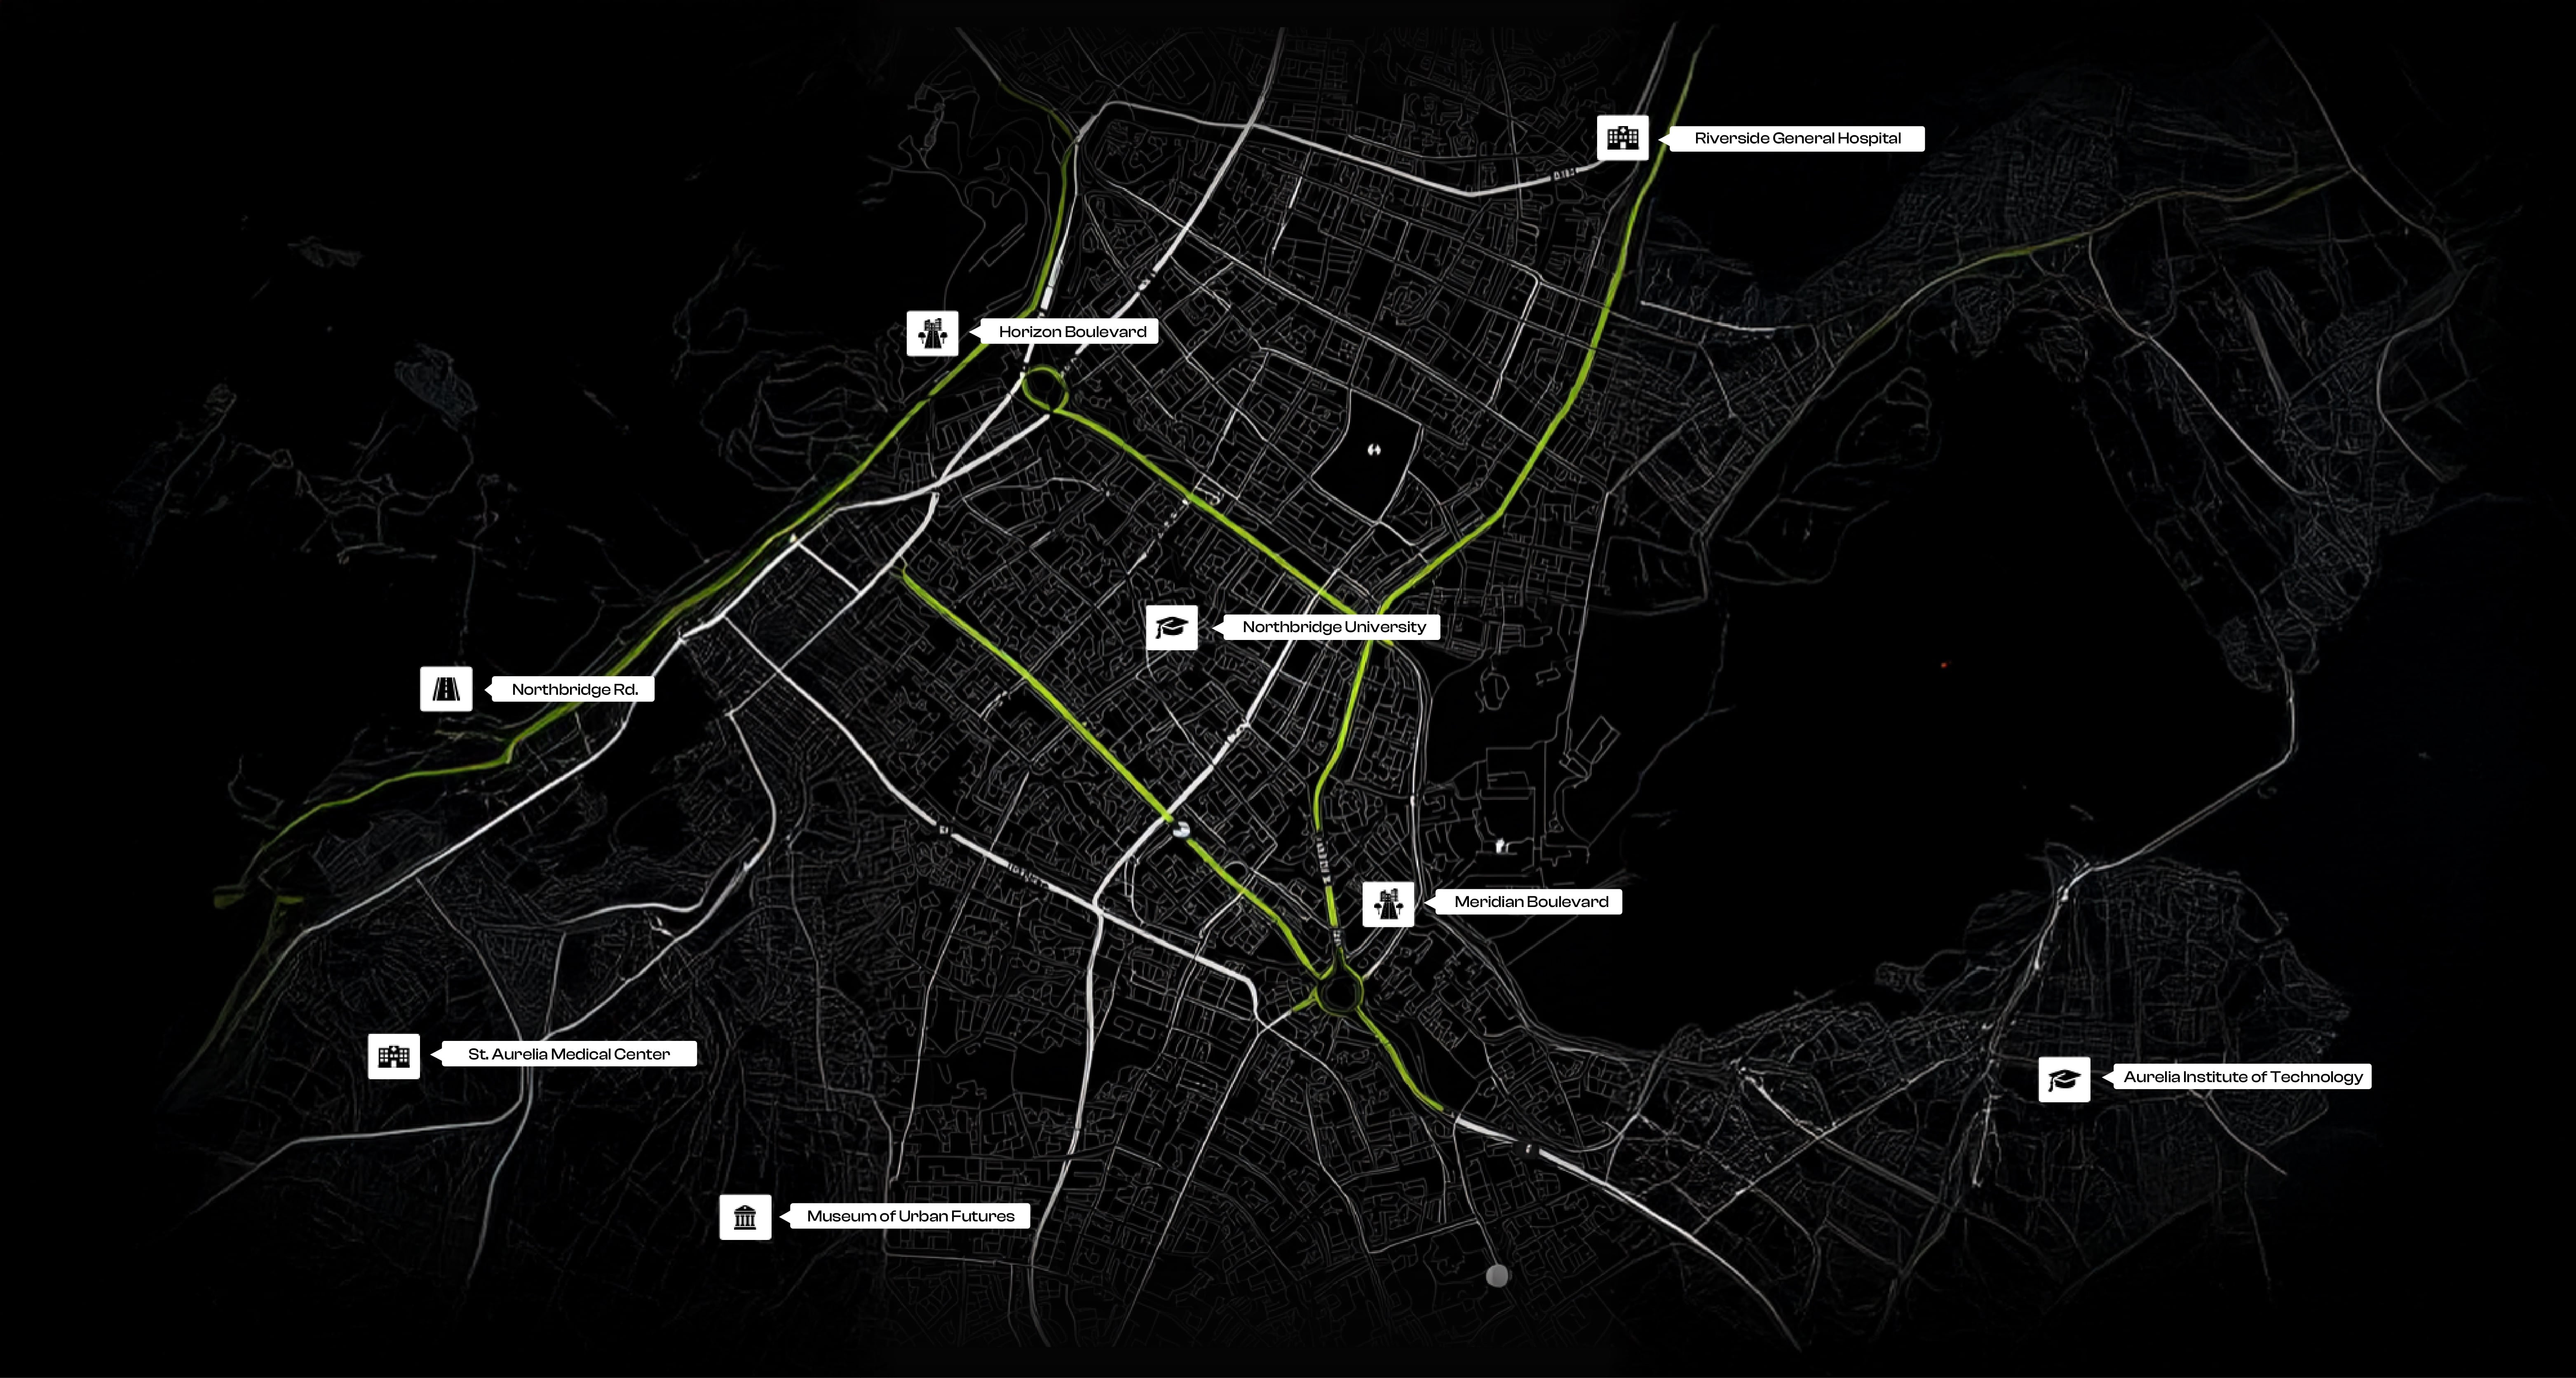 Riverside General Hospital
Horizon Boulevard
Northbridge University
Northbridge Rd.
Meridian Boulevard
St. Aurelia Medical Center
Aurelia Institute of Technology
Museum of Urban Futures